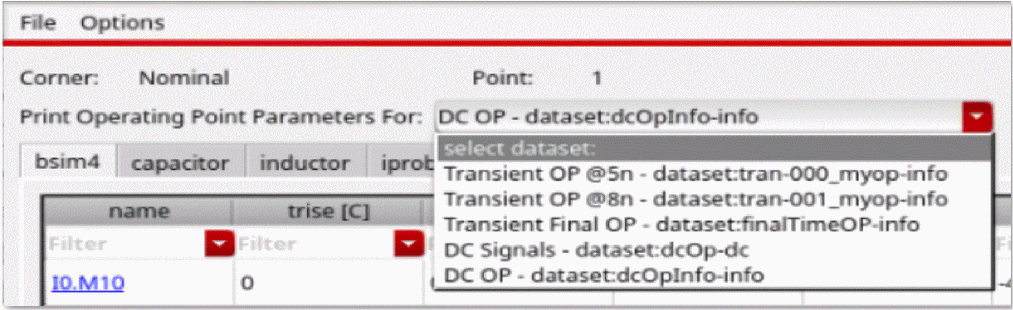 File Options
Corner: Nominal Point: 1
Print Operating Point Parameters For: DC OP - dataset:dcOpInfo-info
select dataset:
Transient OP @5n - dataset:tran-000_myop-info
Transient OP @8n - dataset:tran-001_myop-info
Transient Final OP - dataset:finalTimeOP-info
DC Signals - dataset:dcOp-dc
DC OP - dataset:dcOpInfo-info
bsim4 capacitor inductor iprob
name trise [C]
Filter Filter
I0.M10 0